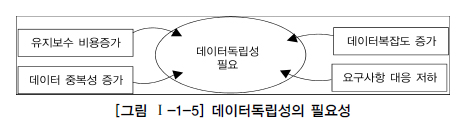 유지보수 비용증가
데이터 중복성 증가
데이터독립성
필요
데이터복잡도 증가
요구사항 대응 저하
[그림 Ⅰ-1-5] 데이터독립성의 필요성